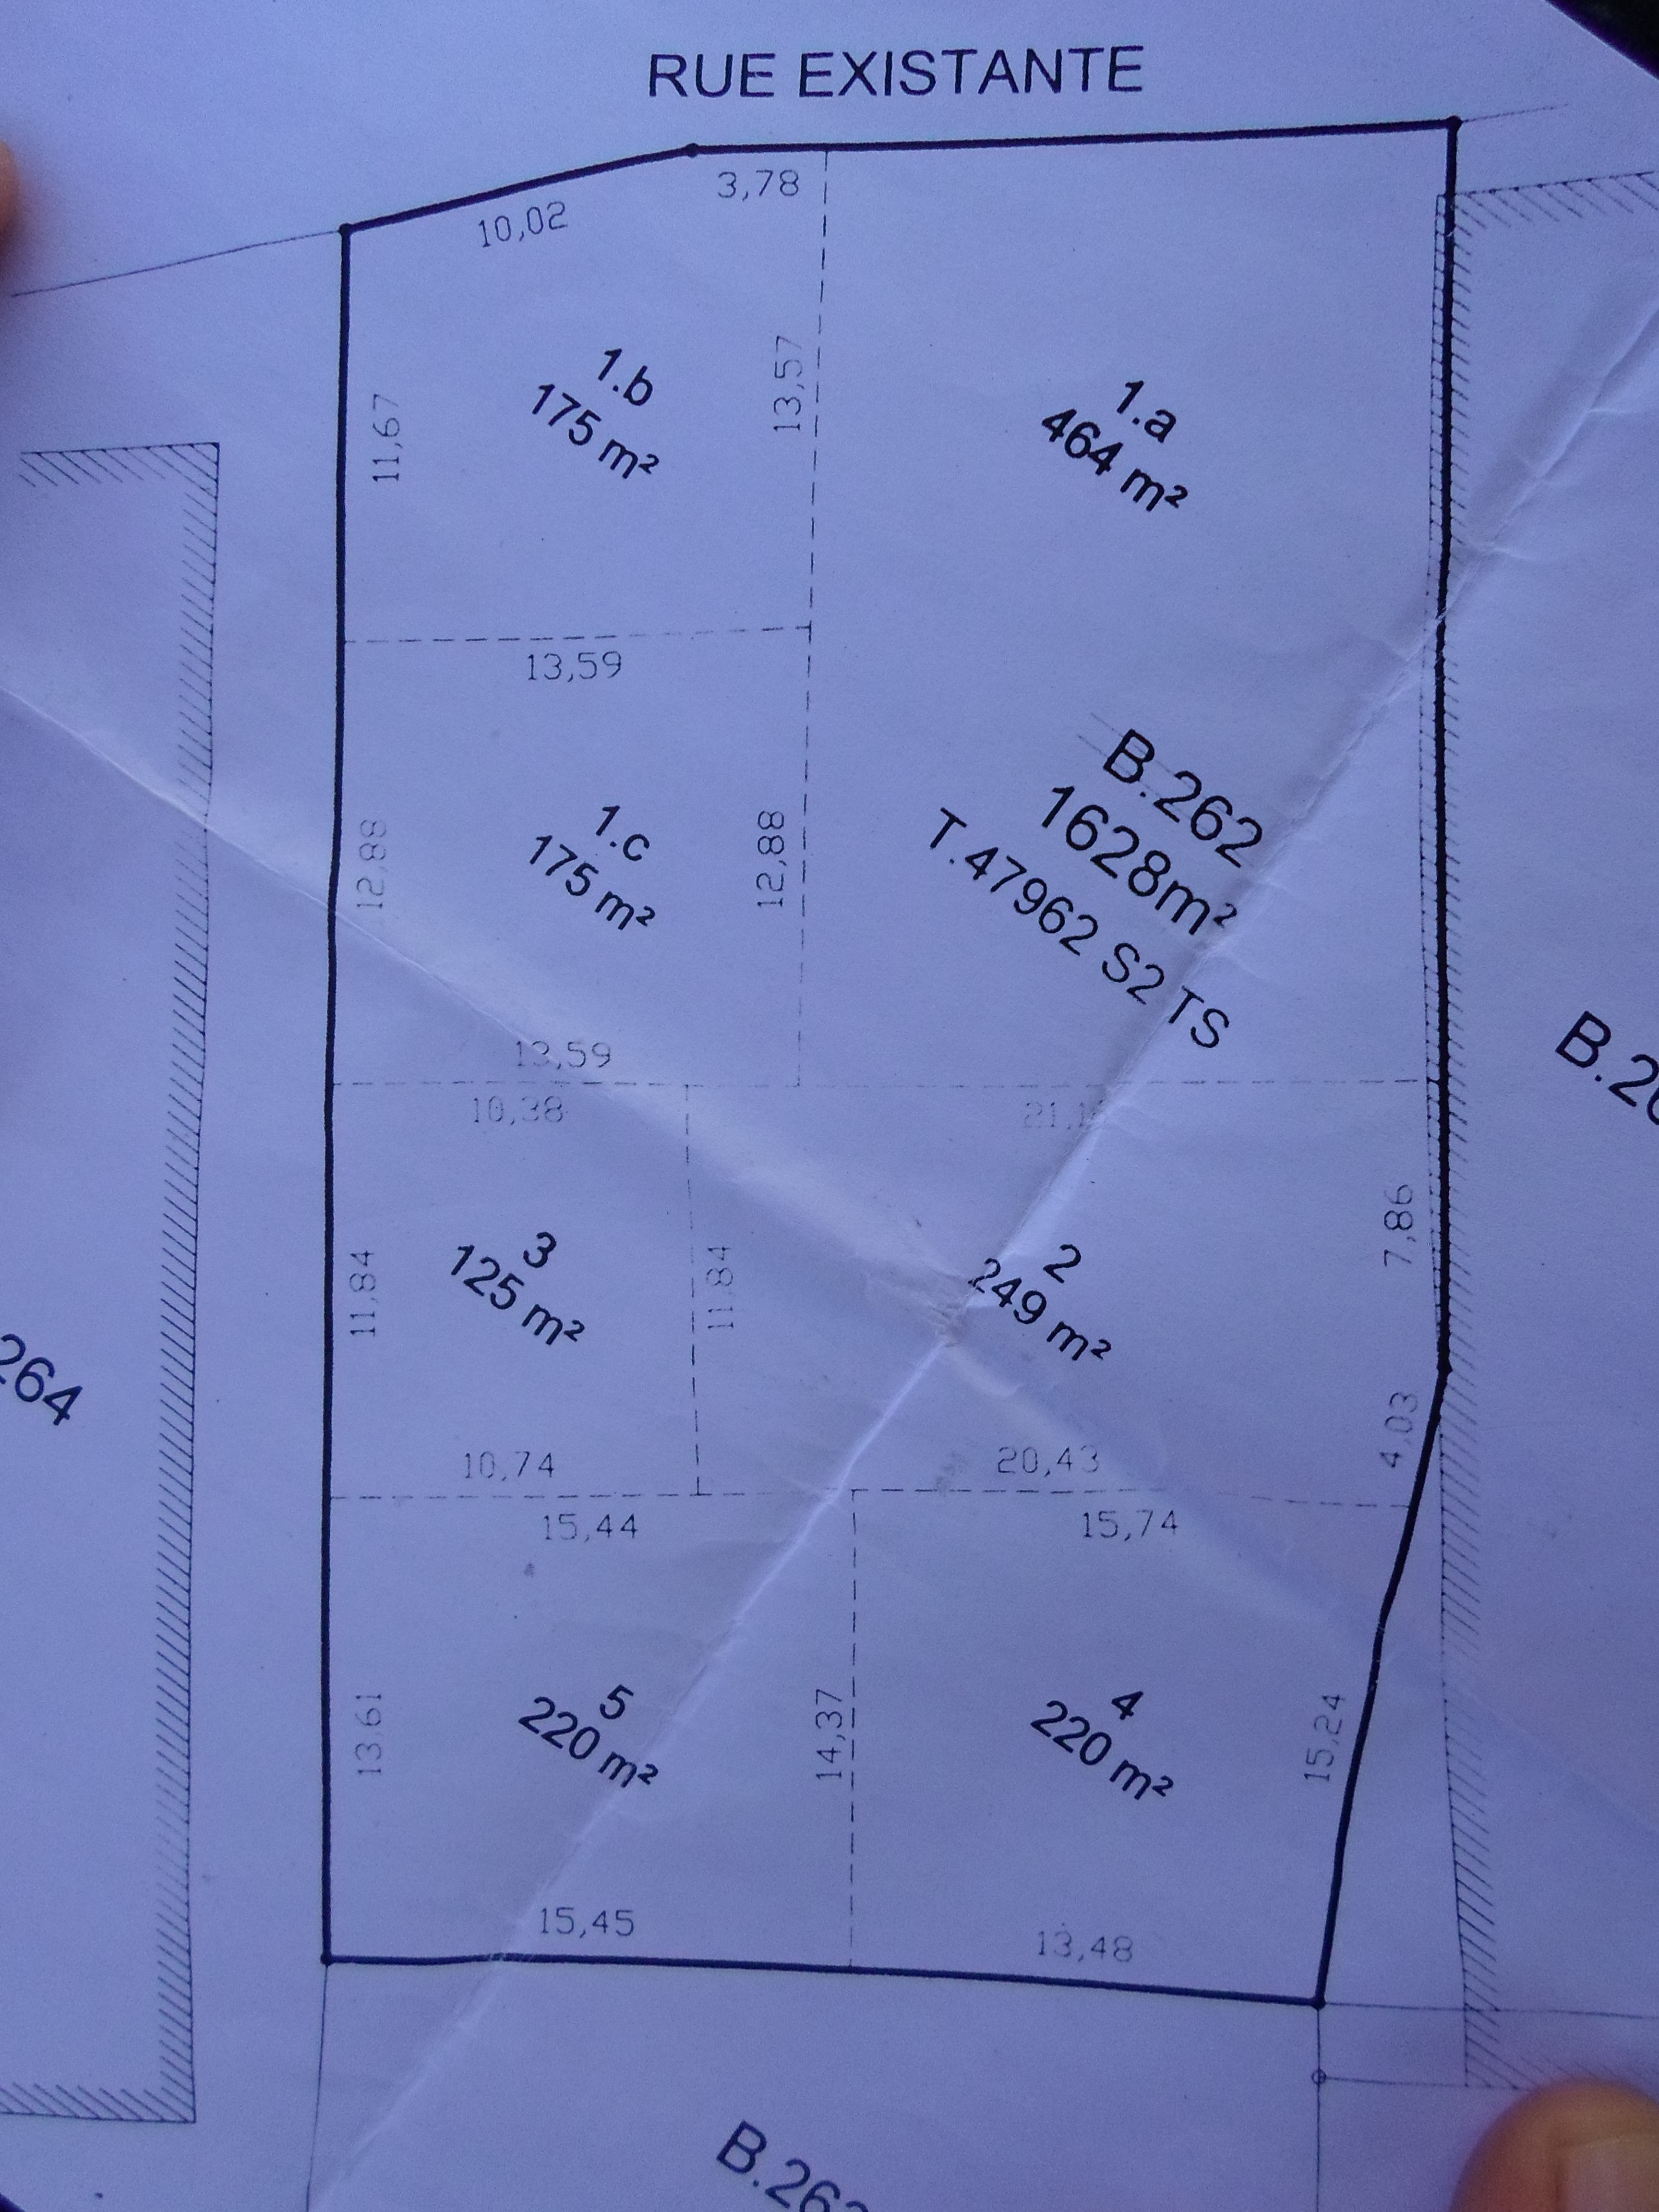 RUE EXISTANTE
3,78
10,02
1.b
175 m²
11,67
13,57
1.a
464 m²
13,59
1.c
175 m²
12,88
12,88
B.262
1628m²
T.47962 S2 TS
13,59
10,38
3
125 m²
11,84
11,84
2
249 m²
7,86
4,03
10,74
20,43
15,44
15,74
5
220 m²
13,61
14,37
4
220 m²
15,24
15,45
13,48
264